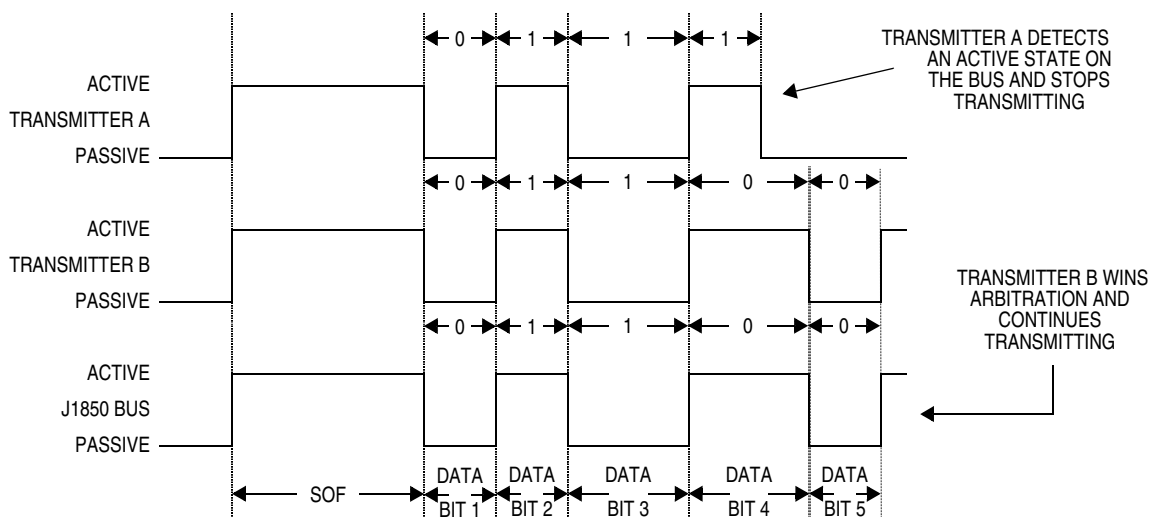 0 1 1 1
TRANSMITTER A DETECTS
AN ACTIVE STATE ON
THE BUS AND STOPS
TRANSMITTING
ACTIVE
TRANSMITTER A
PASSIVE
0 1 1 0 0
ACTIVE
TRANSMITTER B
PASSIVE
TRANSMITTER B WINS
ARBITRATION AND
CONTINUES
TRANSMITTING
0 1 1 0 0
ACTIVE
J1850 BUS
PASSIVE
SOF
DATA
BIT 1
DATA
BIT 2
DATA
BIT 3
DATA
BIT 4
DATA
BIT 5